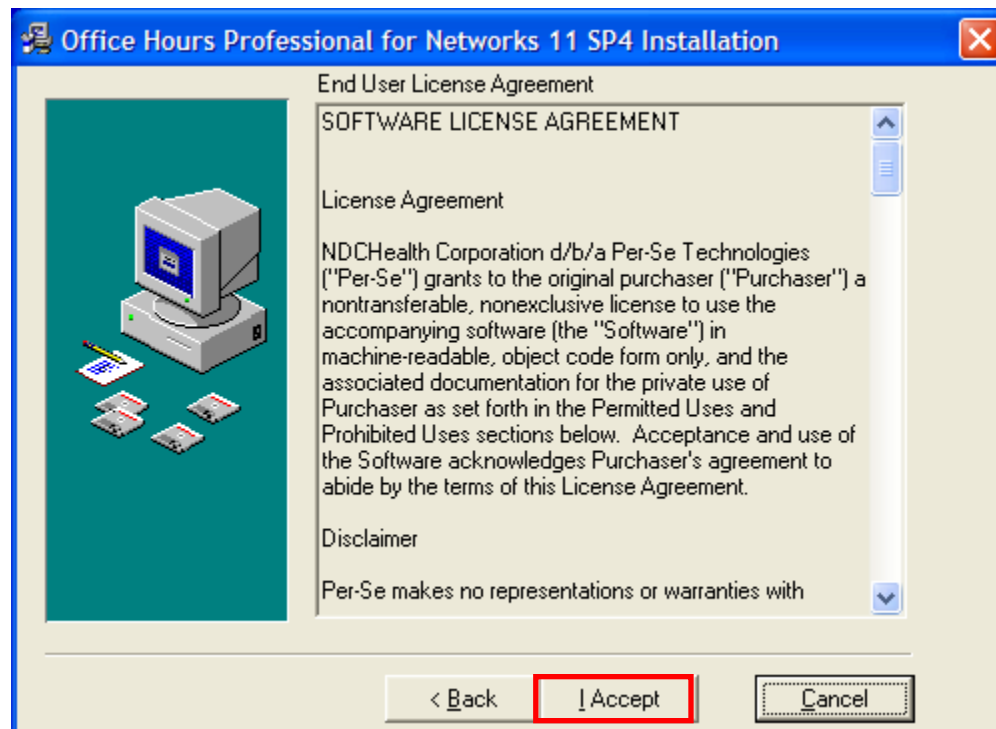 Office Hours Professional for Networks 11 SP4 Installation
End User License Agreement
SOFTWARE LICENSE AGREEMENT
License Agreement
NDCHealth Corporation d/b/a Per-Se Technologies
("Per-Se") grants to the original purchaser ("Purchaser") a
nontransferable, nonexclusive license to use the
accompanying software (the "Software") in
machine-readable, object code form only, and the
associated documentation for the private use of
Purchaser as set forth in the Permitted Uses and
Prohibited Uses sections below.  Acceptance and use of
the Software acknowledges Purchaser's agreement to
abide by the terms of this License Agreement.
Disclaimer
Per-Se makes no representations or warranties with
< Back
I Accept
Cancel